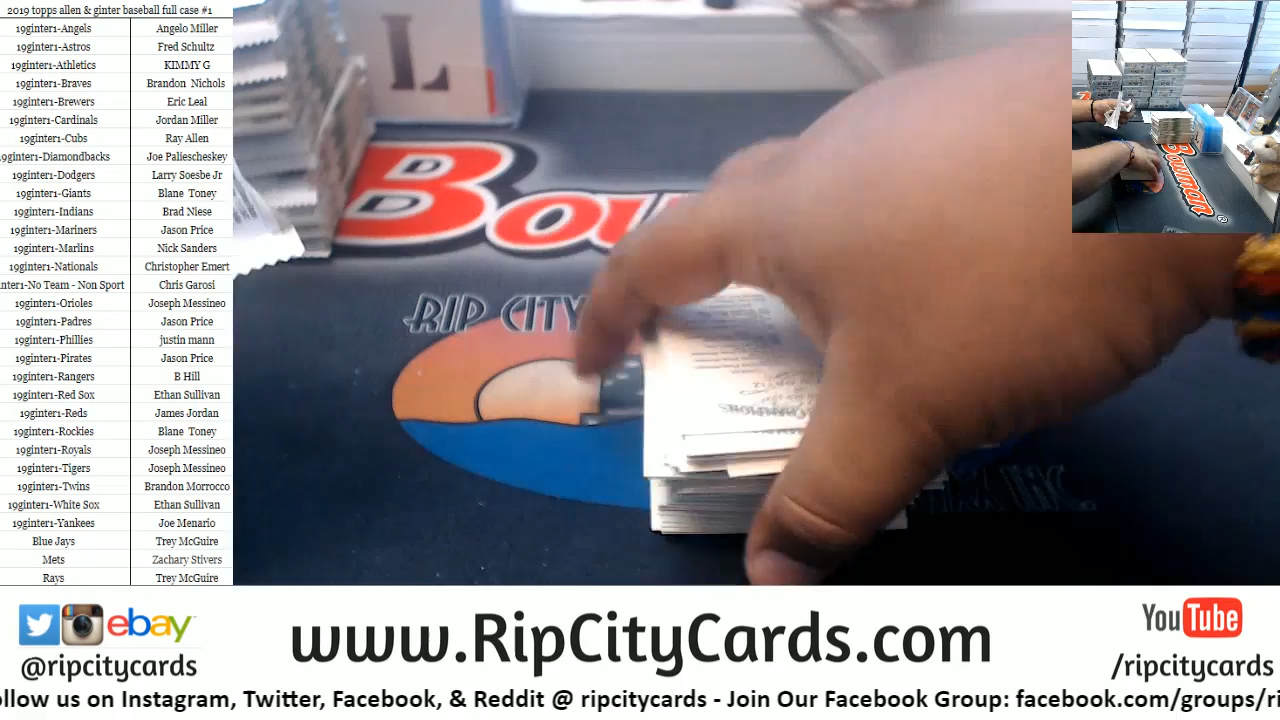 2019 topps allen & ginter baseball full case #1
19ginter1-Angels Angelo Miller
19ginter1-Astros Fred Schultz
19ginter1-Athletics KIMMY G
19ginter1-Braves Brandon Nichols
19ginter1-Brewers Eric Leal
19ginter1-Cardinals Jordan Miller
19ginter1-Cubs Ray Allen
9ginter1-Diamondbacks Joe Paliescheskey
19ginter1-Dodgers Larry Soesbe Jr
19ginter1-Giants Blane Toney
19ginter1-Indians Brad Niese
19ginter1-Mariners Jason Price
19ginter1-Marlins Nick Sanders
19ginter1-Nationals Christopher Emert
nter1-No Team - Non Sport Chris Garosi
19ginter1-Orioles Joseph Messineo
19ginter1-Padres Jason Price
19ginter1-Phillies justin mann
19ginter1-Pirates Jason Price
19ginter1-Rangers B Hill
19ginter1-Red Sox Ethan Sullivan
19ginter1-Reds James Jordan
19ginter1-Rockies Blane Toney
19ginter1-Royals Joseph Messineo
19ginter1-Tigers Joseph Messineo
19ginter1-Twins Brandon Morrocco
19ginter1-White Sox Ethan Sullivan
19ginter1-Yankees Joe Menario
Blue Jays Trey McGuire
Mets Zachary Stivers
Rays Trey McGuire
L
Bow
RIP CITY
Bowman
ebay
@ripcitycards
www.RipCityCards.com
YouTube
/ripcitycards
ollow us on Instagram, Twitter, Facebook, & Reddit @ ripcitycards - Join Our Facebook Group: facebook.com/groups/ri